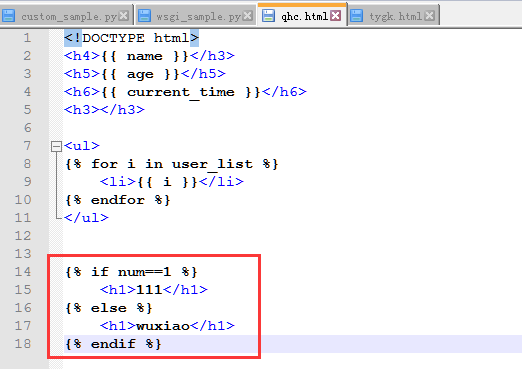 custom_sample.py wsgi_sample.py qhc.html tygk.html
1 <!DOCTYPE html>
2 <h4>{{ name }}</h3>
3 <h5>{{ age }}</h5>
4 <h6>{{ current_time }}</h6>
5 <h3></h3>
6
7 <ul>
8 {% for i in user_list %}
9 <li>{{ i }}</li>
10 {% endfor %}
11 </ul>
12
13
14 {% if num==1 %}
15 <h1>111</h1>
16 {% else %}
17 <h1>wuxiao</h1>
18 {% endif %}